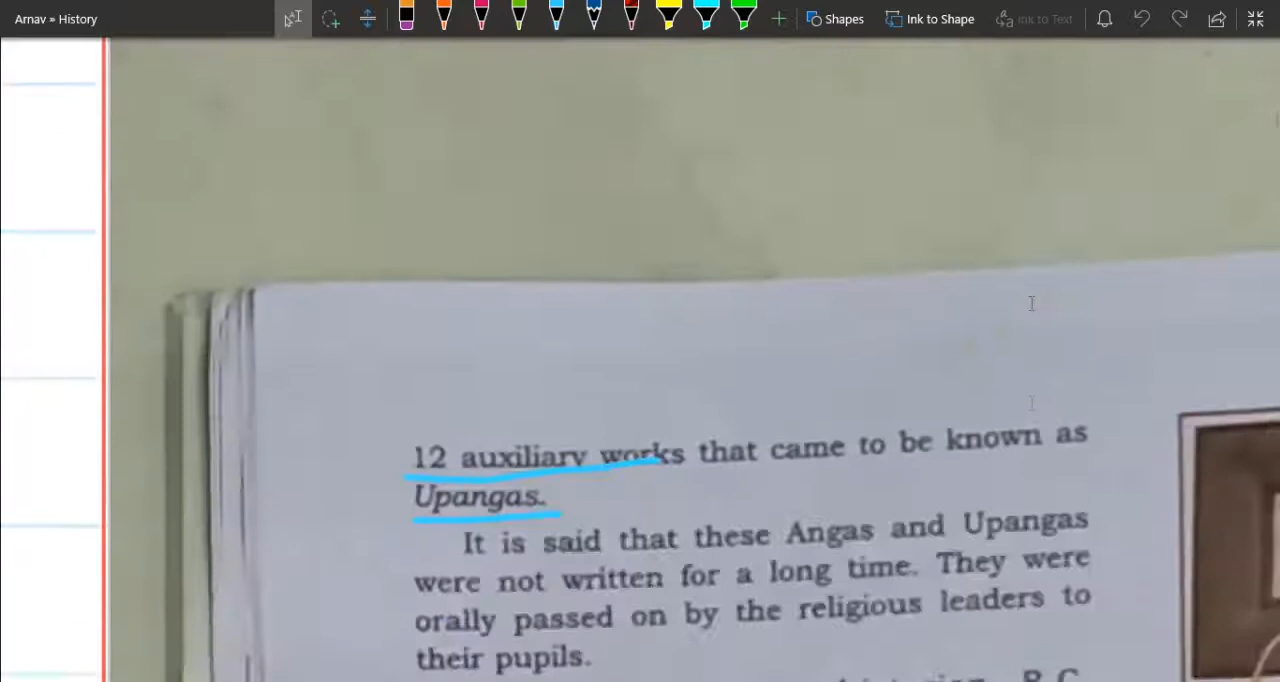 Arnav » History
Shapes
Ink to Shape
Ink to Text
12 auxiliary works that came to be known as
Upangas.
It is said that these Angas and Upangas
were not written for a long time. They were
orally passed on by the religious leaders to
their pupils.
B.C.